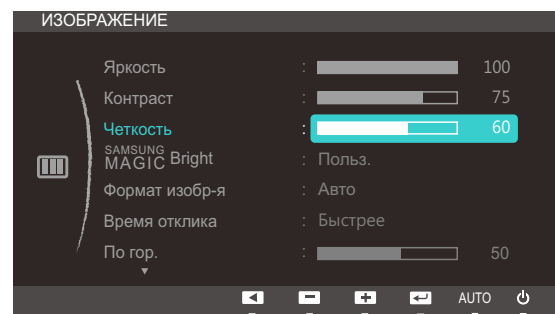 ИЗОБРАЖЕНИЕ
Яркость : 100
Контраст : 75
Четкость : 60
SAMSUNG MAGIC Bright : Польз.
Формат изобр-я : Авто
Время отклика : Быстрее
По гор. : 50
AUTO